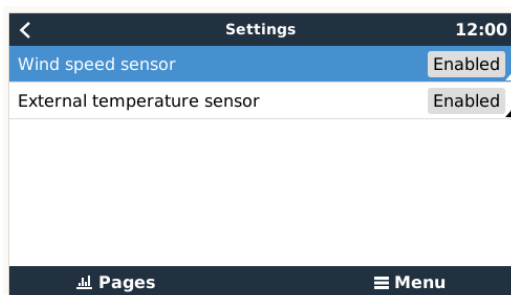 Settings 12:00
Wind speed sensor Enabled
External temperature sensor Enabled
Pages Menu